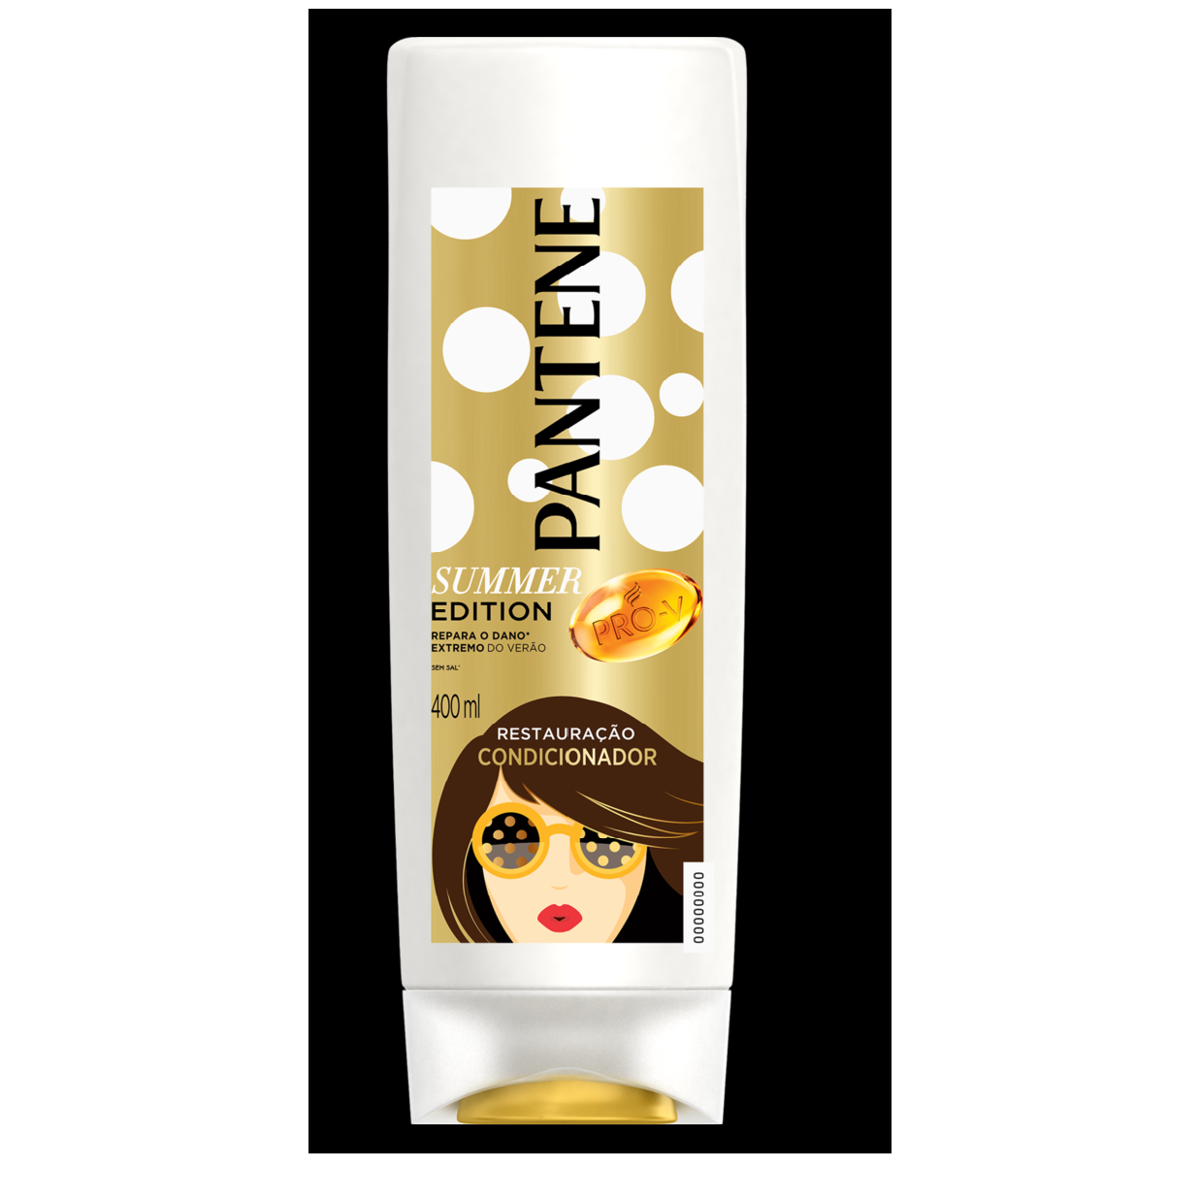 PANTENE
SUMMER
EDITION
PRO-V
REPARA O DANO*
EXTREMO DO VERÃO
SEM SAL*
400 ml
RESTAURAÇÃO
CONDICIONADOR
00000000